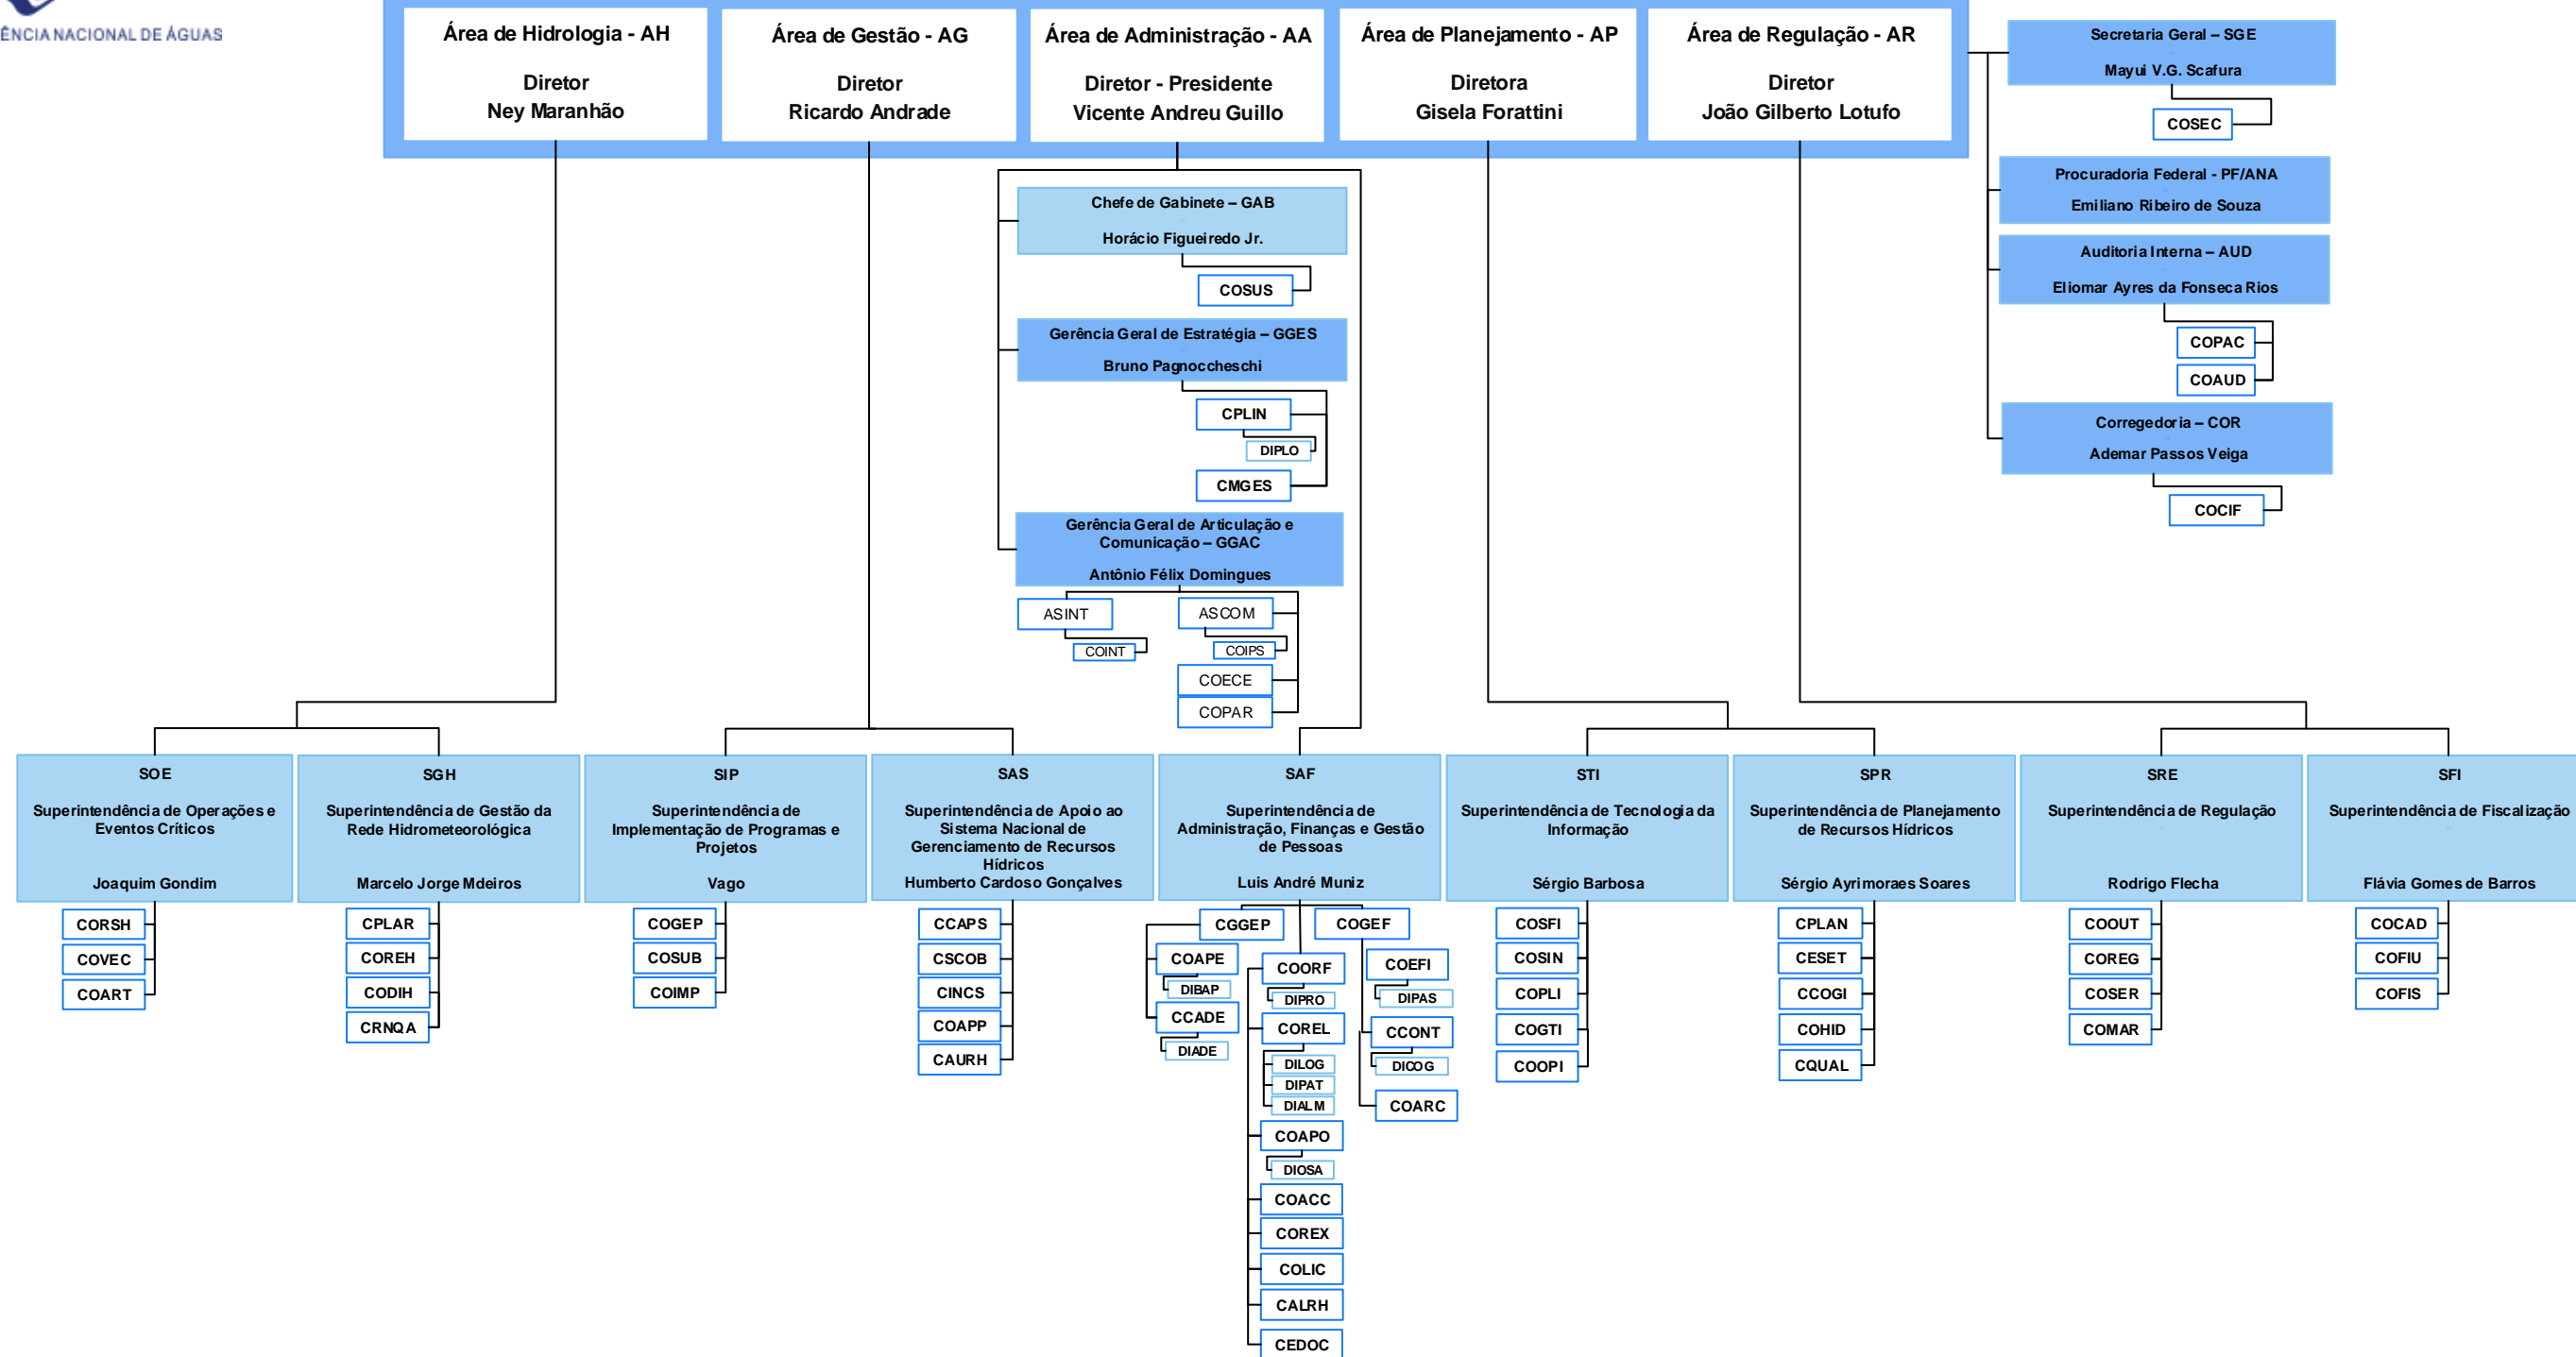 ÊNCIA NACIONAL DE ÁGUAS
Área de Hidrologia - AH
Diretor
Ney Maranhão
Área de Gestão - AG
Diretor
Ricardo Andrade
Área de Administração - AA
Diretor - Presidente
Vicente Andreu Guillo
Área de Planejamento - AP
Diretora
Gisela Forattini
Área de Regulação - AR
Diretor
João Gilberto Lotufo
Secretaria Geral – SGE
Mayui V.G. Scafura
COSEC
Procuradoria Federal - PF/ANA
Emiliano Ribeiro de Souza
Auditoria Interna – AUD
Eliomar Ayres da Fonseca Rios
COPAC
COAUD
Corregedoria – COR
Ademar Passos Veiga
COCIF
Chefe de Gabinete – GAB
Horácio Figueiredo Jr.
COSUS
Gerência Geral de Estratégia – GGES
Bruno Pagnoccheschi
CPLIN
DIPLO
CMGES
Gerência Geral de Articulação e
Comunicação – GGAC
Antônio Félix Domingues
ASINT
COINT
ASCOM
COIPS
COECE
COPAR
SOE
Superintendência de Operações e
Eventos Críticos
Joaquim Gondim
CORSH
COVEC
COART
SGH
Superintendência de Gestão da
Rede Hidrometeorológica
Marcelo Jorge Mdeiros
CPLAR
COREH
CODIH
CRNQA
SIP
Superintendência de
Implementação de Programas e
Projetos
Vago
COGEP
COSUB
COIMP
SAS
Superintendência de Apoio ao
Sistema Nacional de
Gerenciamento de Recursos
Hídricos
Humberto Cardoso Gonçalves
CCAPS
CSCOB
CINCS
COAPP
CAURH
SAF
Superintendência de
Administração, Finanças e Gestão
de Pessoas
Luis André Muniz
CGGEP
COAPE
DIBAP
CCADE
DIADE
COORF
DIPRO
COREL
DILOG
DIPAT
DIALM
COAPO
DIOSA
COACC
COREX
COLIC
CALRH
CEDOC
COGEF
COEFI
DIPAS
CCONT
DICOG
COARC
STI
Superintendência de Tecnologia da
Informação
Sérgio Barbosa
COSFI
COSIN
COPLI
COGTI
COOPI
SPR
Superintendência de Planejamento
de Recursos Hídricos
Sérgio Ayrimoraes Soares
CPLAN
CESET
CCOGI
COHID
CQUAL
SRE
Superintendência de Regulação
Rodrigo Flecha
COOUT
COREG
COSER
COMAR
SFI
Superintendência de Fiscalização
Flávia Gomes de Barros
COCAD
COFIU
COFIS